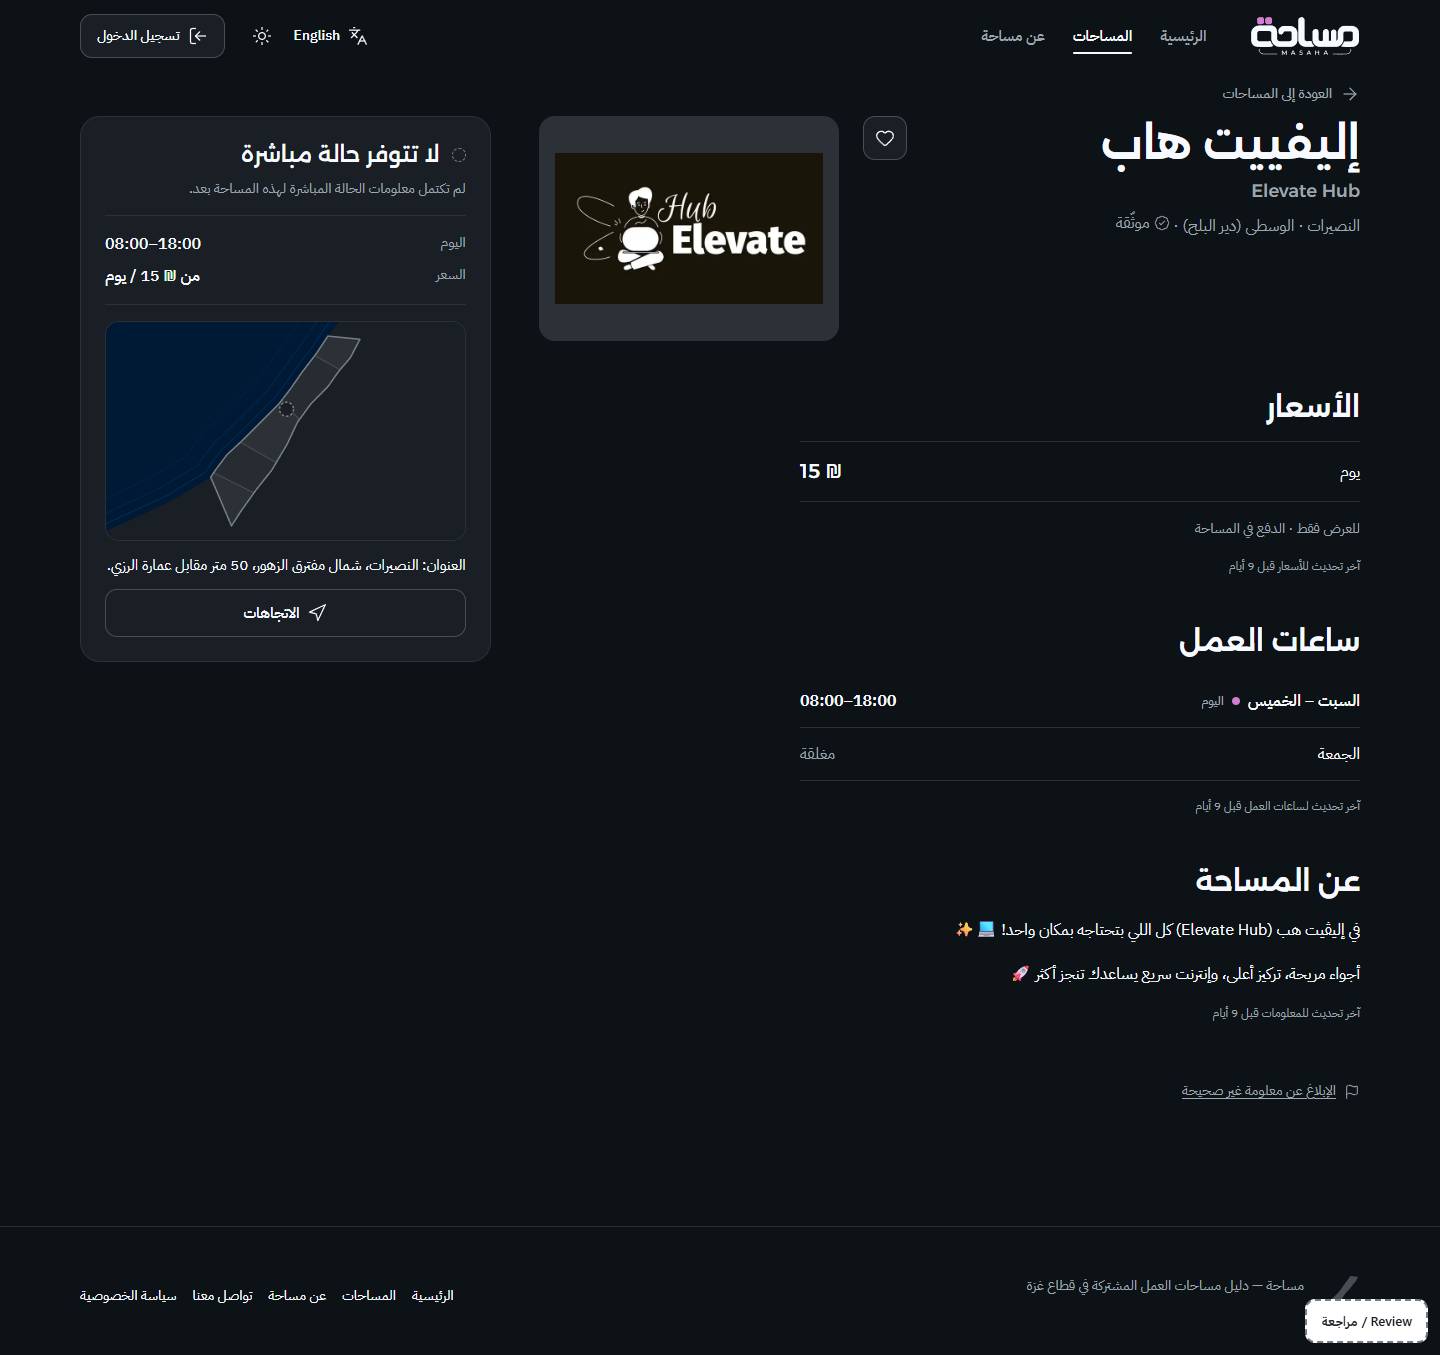 مساحة
MASAHA
الرئيسية
المساحات
عن مساحة
English
تسجيل الدخول
العودة إلى المساحات
إليفييت هاب
Elevate Hub
النصيرات · الوسطى (دير البلح) · موثّقة
Hub
Elevate
لا تتوفر حالة مباشرة
لم تكتمل معلومات الحالة المباشرة لهذه المساحة بعد.
اليوم 08:00–18:00
السعر من ₪ 15 / يوم
العنوان: النصيرات، شمال مفترق الزهور، 50 متر مقابل عمارة الرزي.
الاتجاهات
الأسعار
يوم ₪ 15
للعرض فقط · الدفع في المساحة
آخر تحديث للأسعار قبل 9 أيام
ساعات العمل
السبت – الخميس اليوم 08:00–18:00
الجمعة مغلقة
آخر تحديث لساعات العمل قبل 9 أيام
عن المساحة
في إليڤيت هب (Elevate Hub) كل اللي بتحتاجه بمكان واحد! 💻 ✨
أجواء مريحة، تركيز أعلى، وإنترنت سريع يساعدك تنجز أكثر 🚀
آخر تحديث للمعلومات قبل 9 أيام
الإبلاغ عن معلومة غير صحيحة
مساحة — دليل مساحات العمل المشتركة في قطاع غزة
الرئيسية المساحات عن مساحة تواصل معنا سياسة الخصوصية
Review / مراجعة